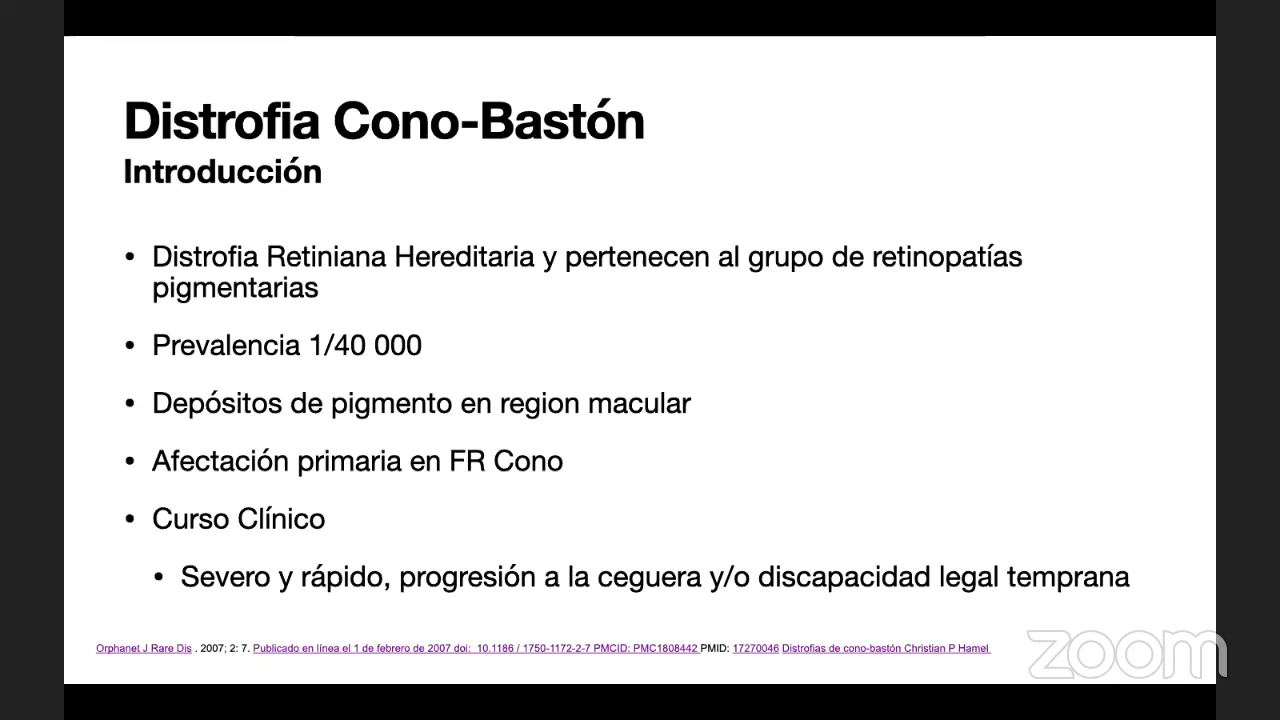 Distrofia Cono-Bastón
Introducción
• Distrofia Retiniana Hereditaria y pertenecen al grupo de retinopatías
pigmentarias
• Prevalencia 1/40 000
• Depósitos de pigmento en region macular
• Afectación primaria en FR Cono
• Curso Clínico
• Severo y rápido, progresión a la ceguera y/o discapacidad legal temprana
Orphanet J Rare Dis . 2007; 2: 7. Publicado en línea el 1 de febrero de 2007 doi: 10.1186 / 1750-1172-2-7 PMCID: PMC1808442 PMID: 17270046 Distrofias de cono-bastón Christian P Hamel
zoom